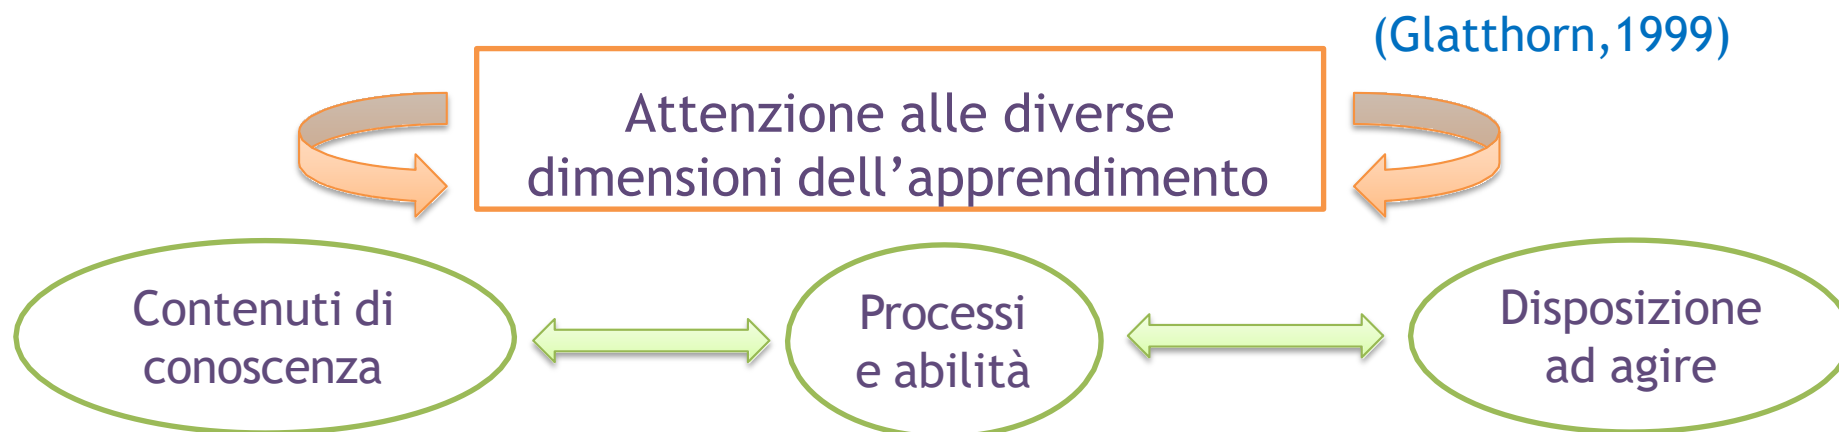 (Glatthorn,1999)
Attenzione alle diverse
dimensioni dell’apprendimento
Contenuti di
conoscenza
Processi
e abilità
Disposizione
ad agire